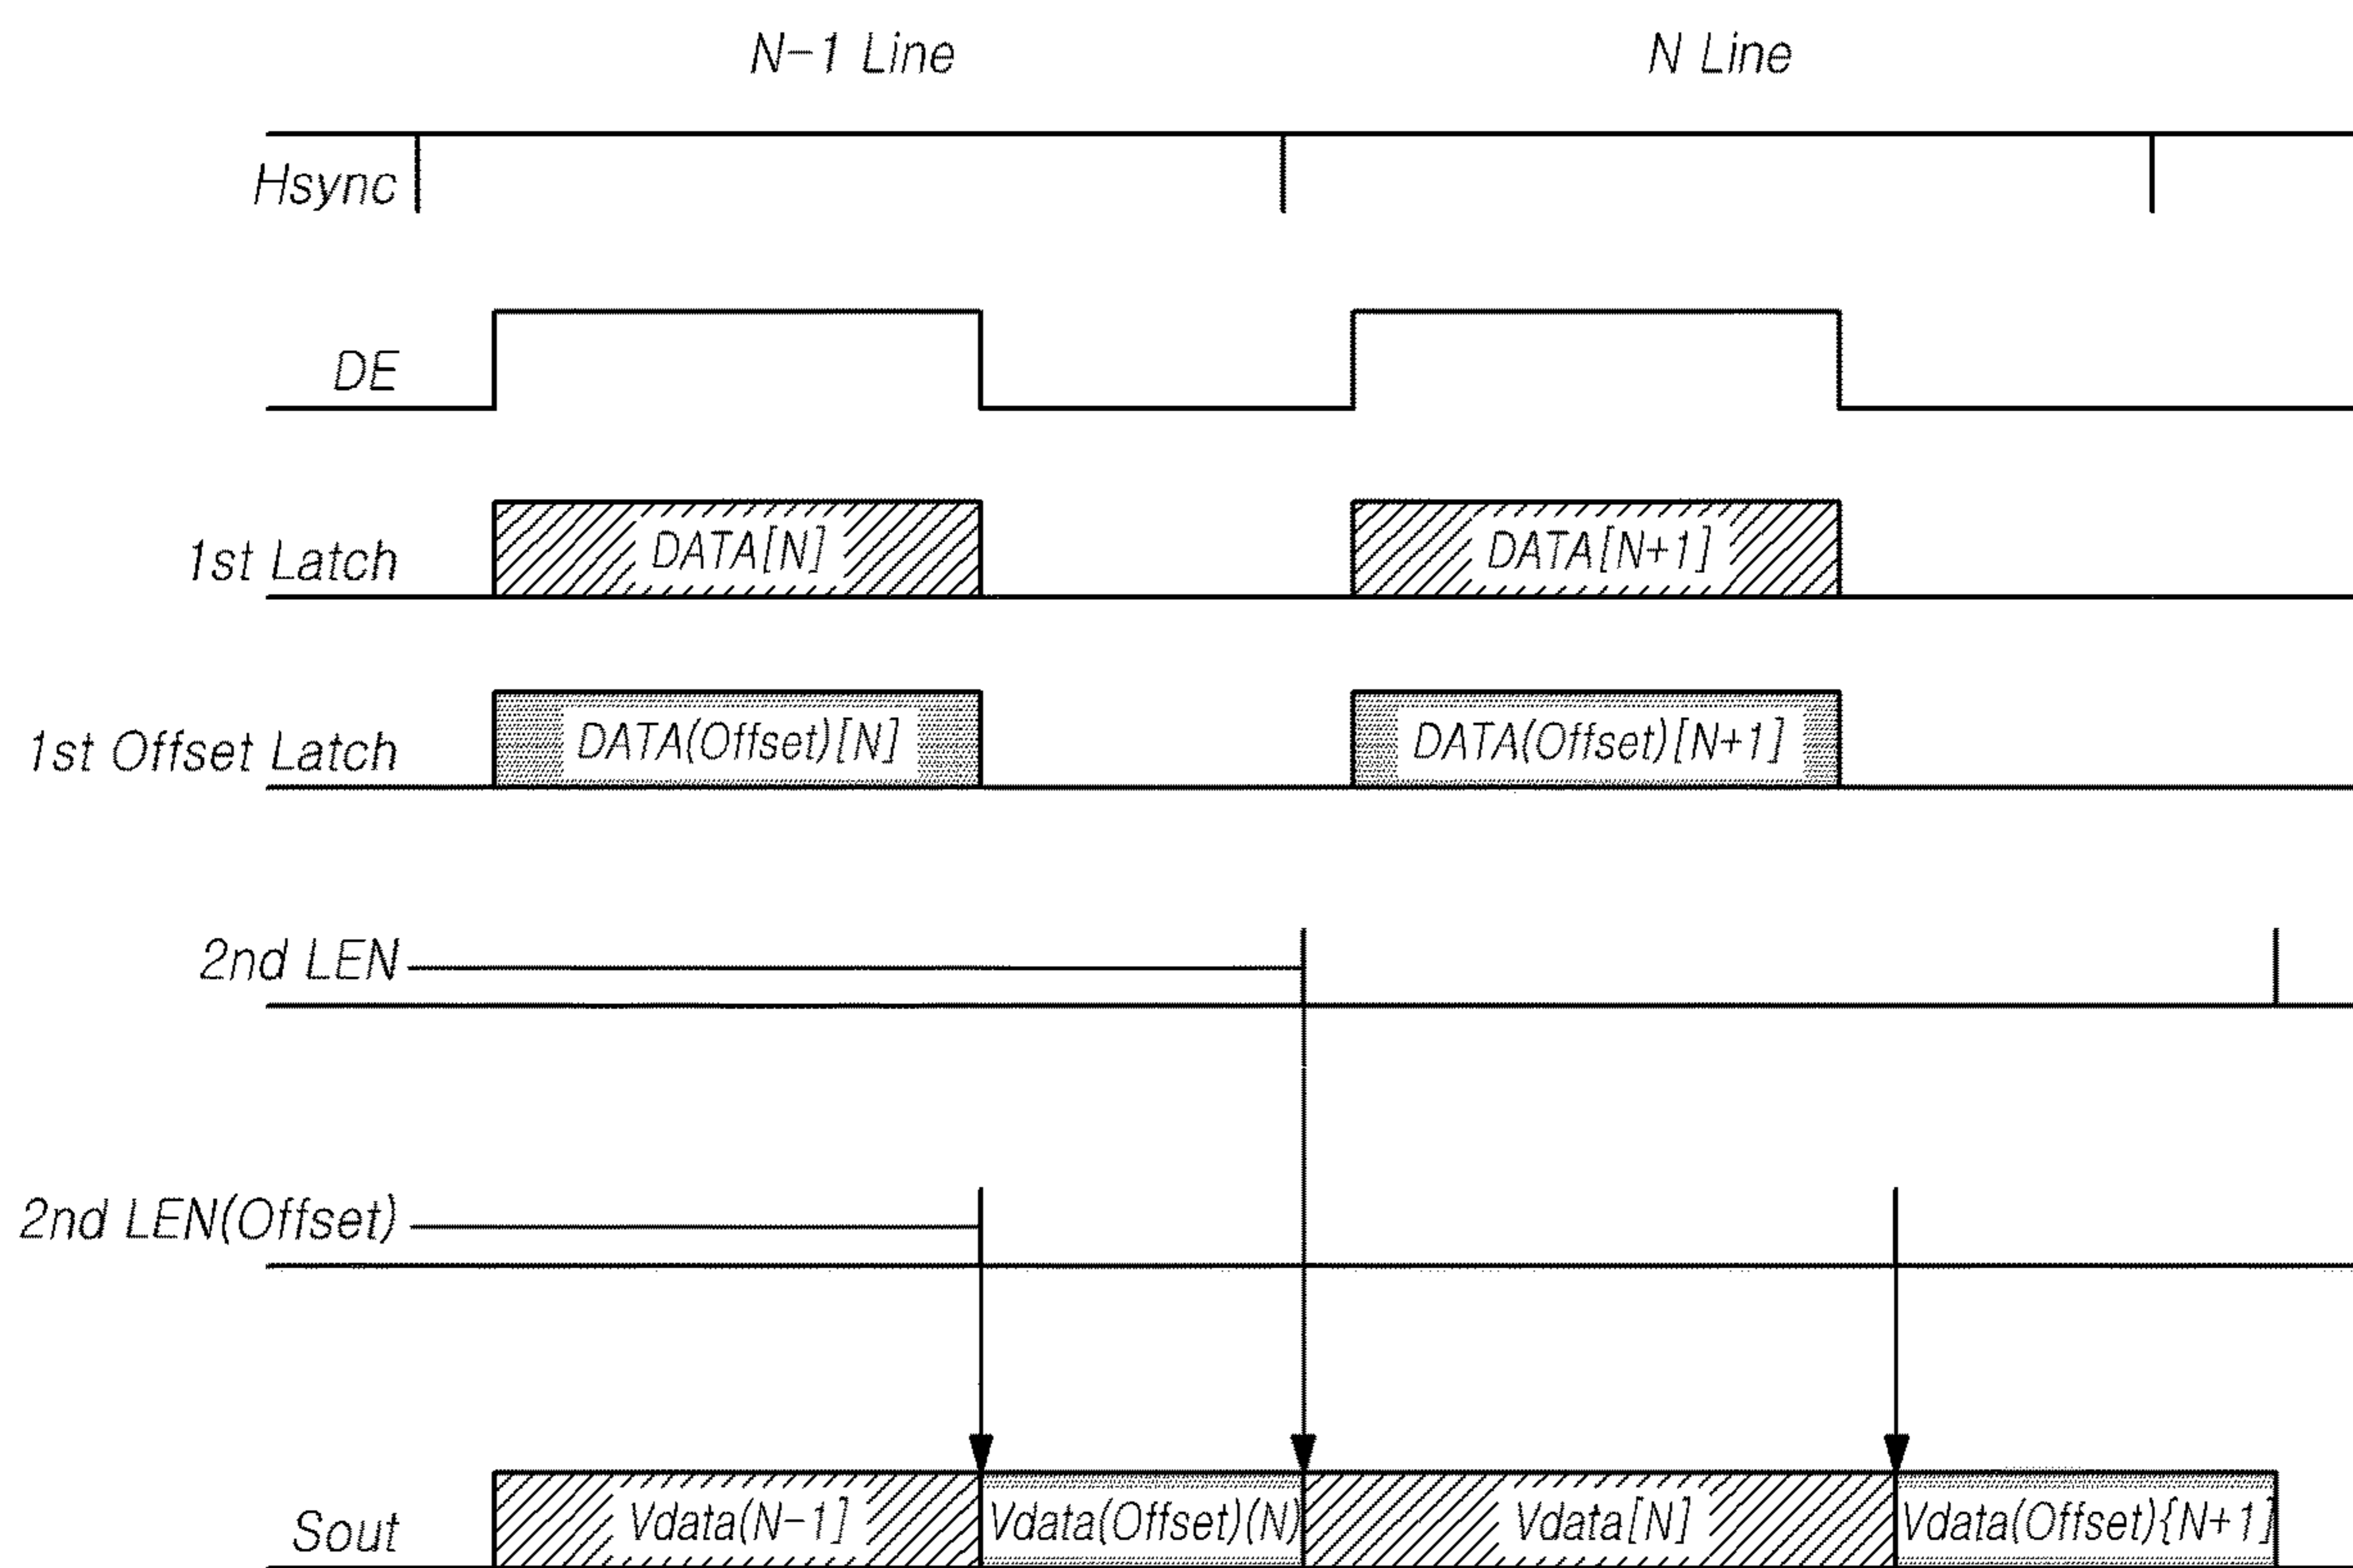 N-1 Line N Line
Hsync
DE
1st Latch DATA[N] DATA[N+1]
1st Offset Latch DATA(Offset)[N] DATA(Offset)[N+1]
2nd LEN
2nd LEN(Offset)
Sout Vdata(N-1] Vdata(Offset)(N) Vdata[N] Vdata(Offset){N+1]